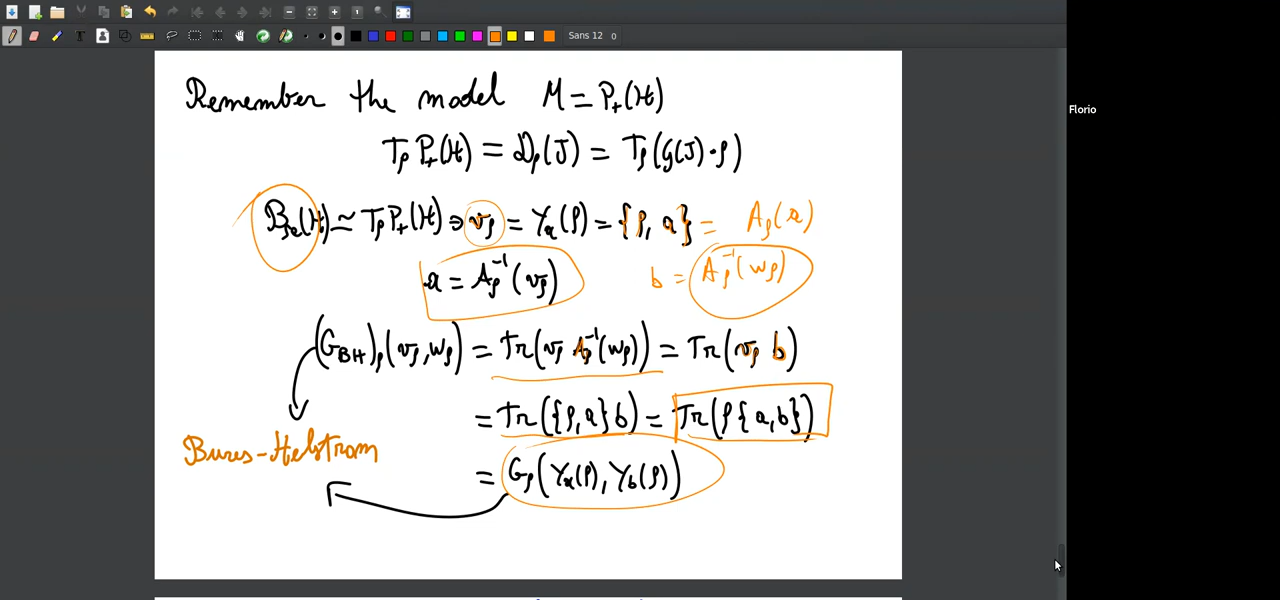 Sans 12 0
Remember the model M = P₊(H)
TρP₊(H) = Dρ(J) = Tρ(G(J)·ρ)
Bsa(H) ≃ TρP₊(H) ∋ vρ = Ya(ρ) = {ρ, a} = Aρ(a)
a = Aρ⁻¹(vρ) b = Aρ⁻¹(wρ)
(GBH)ρ(vρ, wρ) = Tr(vρ Aρ⁻¹(wρ)) = Tr(vρ b)
= Tr({ρ, a} b) = Tr(ρ{a, b})
Bures-Helstrom
= Gρ(Ya(ρ), Yb(ρ))
Florio